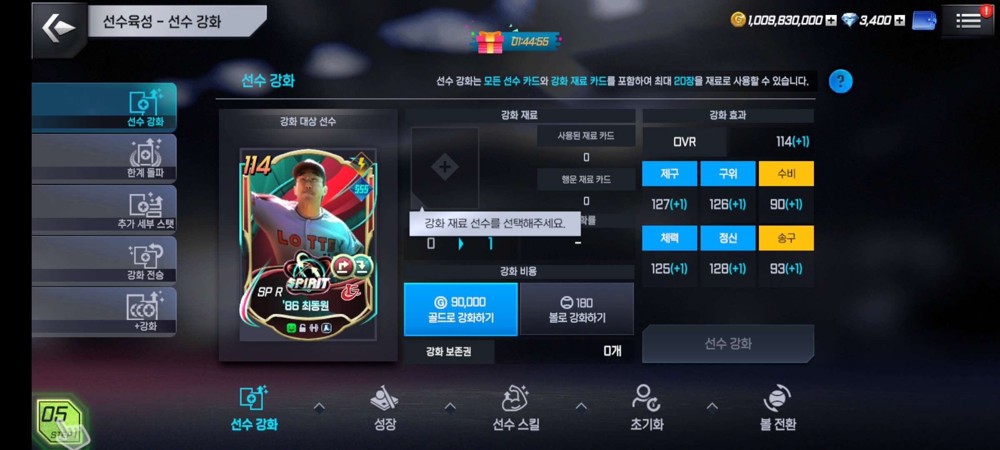 선수육성 - 선수 강화
1,009,830,000
3,400
01:44:55
선수 강화
선수 강화는 모든 선수 카드와 강화 재료 카드를 포함하여 최대 20장을 재료로 사용할 수 있습니다.
?
선수 강화
한계 돌파
추가 세부 스탯
강화 전승
+강화
강화 대상 선수
114
555
LOTTE
SPIRIT
SP R
'86 최동원
강화 재료
사용된 재료 카드
0
행운 재료 카드
0
확률
강화 재료 선수를 선택해주세요.
0 1 -
강화 비용
90,000
골드로 강화하기
180
볼로 강화하기
강화 보존권 0개
강화 효과
OVR 114(+1)
제구 구위 수비
127(+1) 126(+1) 90(+1)
체력 정신 송구
125(+1) 128(+1) 93(+1)
선수 강화
05
STEP 1
선수 강화 성장 선수 스킬 초기화 볼 전환